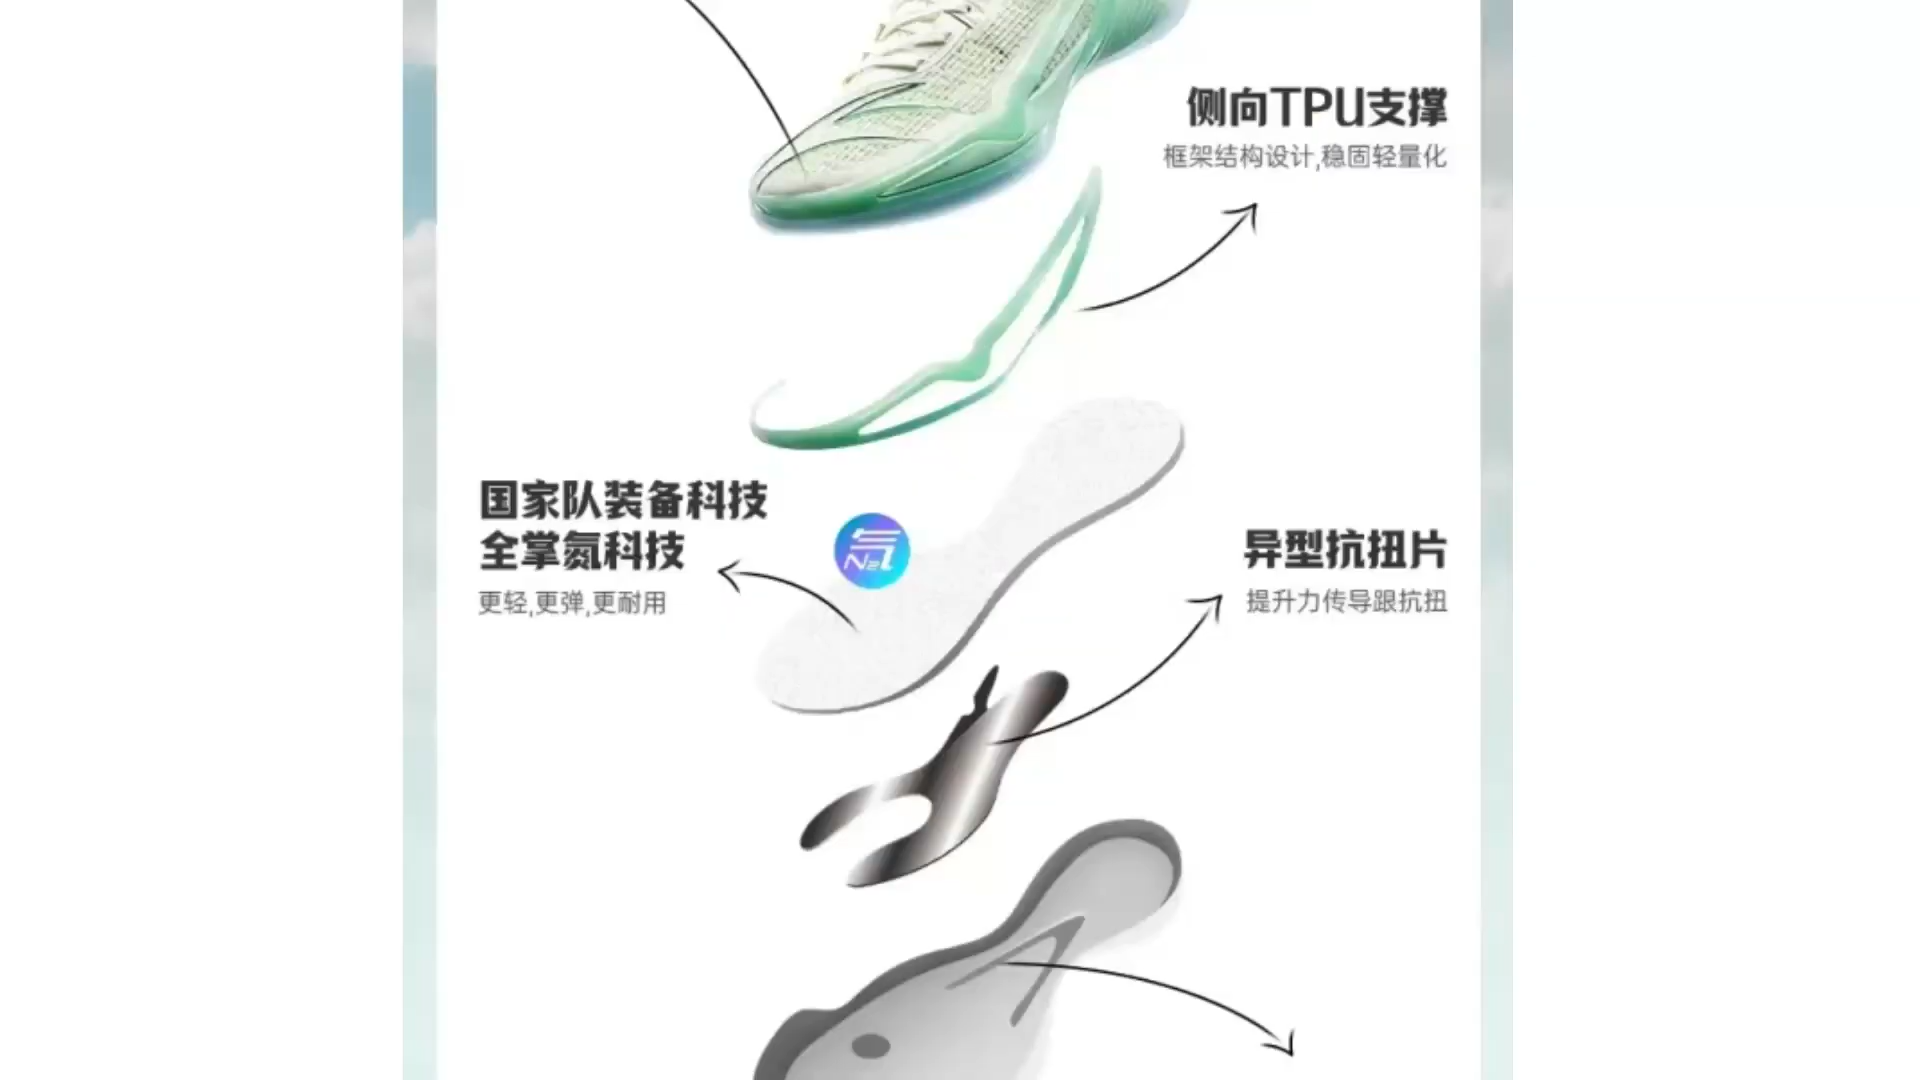 侧向TPU支撑
框架结构设计,稳固轻量化
国家队装备科技
全掌氮科技
更轻,更弹,更耐用
N₂
异型抗扭片
提升力传导跟抗扭